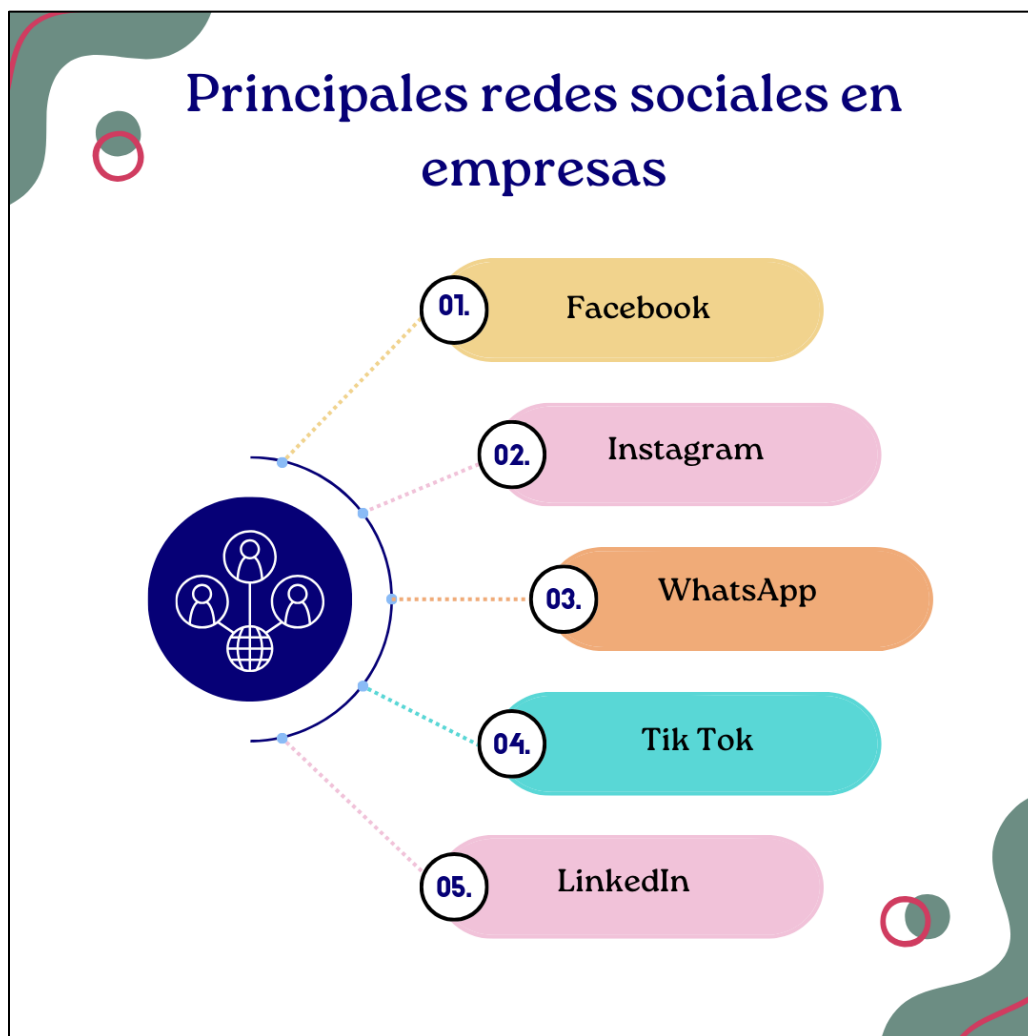 Principales redes sociales en
empresas
01. Facebook
02. Instagram
03. WhatsApp
04. Tik Tok
05. LinkedIn